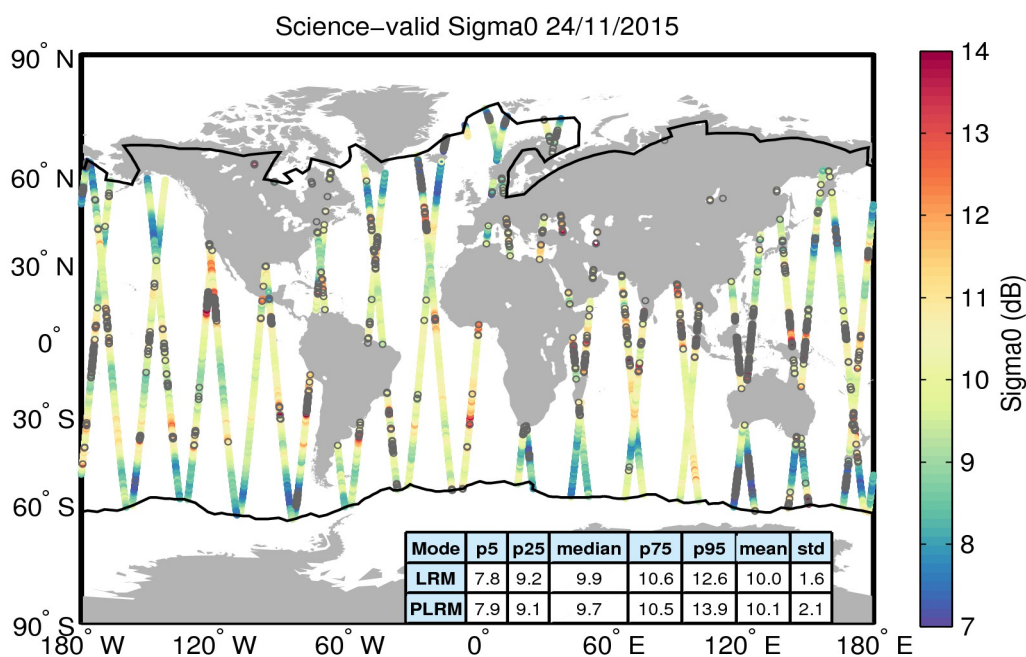 Science−valid Sigma0 24/11/2015
90° N
60° N
30° N
0°
30° S
60° S
90° S
180° W
120° W
60° W
0°
60° E
120° E
180° E
Mode p5 p25 median p75 p95 mean std
LRM 7.8 9.2 9.9 10.6 12.6 10.0 1.6
PLRM 7.9 9.1 9.7 10.5 13.9 10.1 2.1
14
13
12
11
10
9
8
7
Sigma0 (dB)